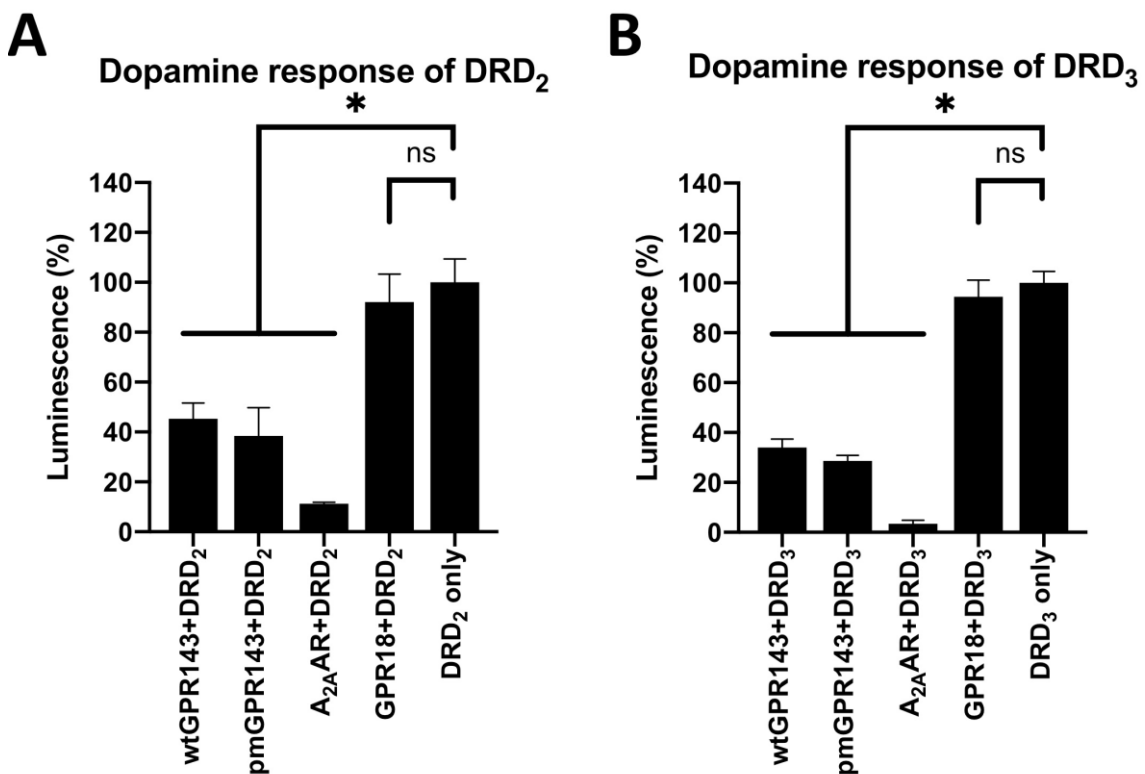 A
Dopamine response of DRD₂
*
ns
Luminescence (%)
140
120
100
80
60
40
20
0
wtGPR143+DRD₂
pmGPR143+DRD₂
A₂ₐAR+DRD₂
GPR18+DRD₂
DRD₂ only
B
Dopamine response of DRD₃
*
ns
Luminescence (%)
140
120
100
80
60
40
20
0
wtGPR143+DRD₃
pmGPR143+DRD₃
A₂ₐAR+DRD₃
GPR18+DRD₃
DRD₃ only